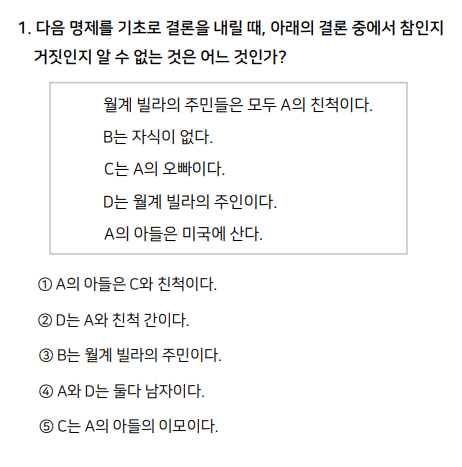 1. 다음 명제를 기초로 결론을 내릴 때, 아래의 결론 중에서 참인지
거짓인지 알 수 없는 것은 어느 것인가?
월계 빌라의 주민들은 모두 A의 친척이다.
B는 자식이 없다.
C는 A의 오빠이다.
D는 월계 빌라의 주인이다.
A의 아들은 미국에 산다.
① A의 아들은 C와 친척이다.
② D는 A와 친척 간이다.
③ B는 월계 빌라의 주민이다.
④ A와 D는 둘다 남자이다.
⑤ C는 A의 아들의 이모이다.